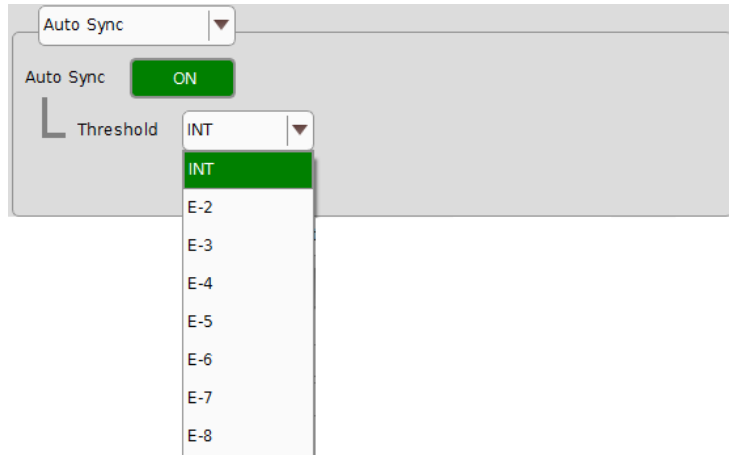 Auto Sync
Auto Sync ON
Threshold INT
INT
E-2
E-3
E-4
E-5
E-6
E-7
E-8